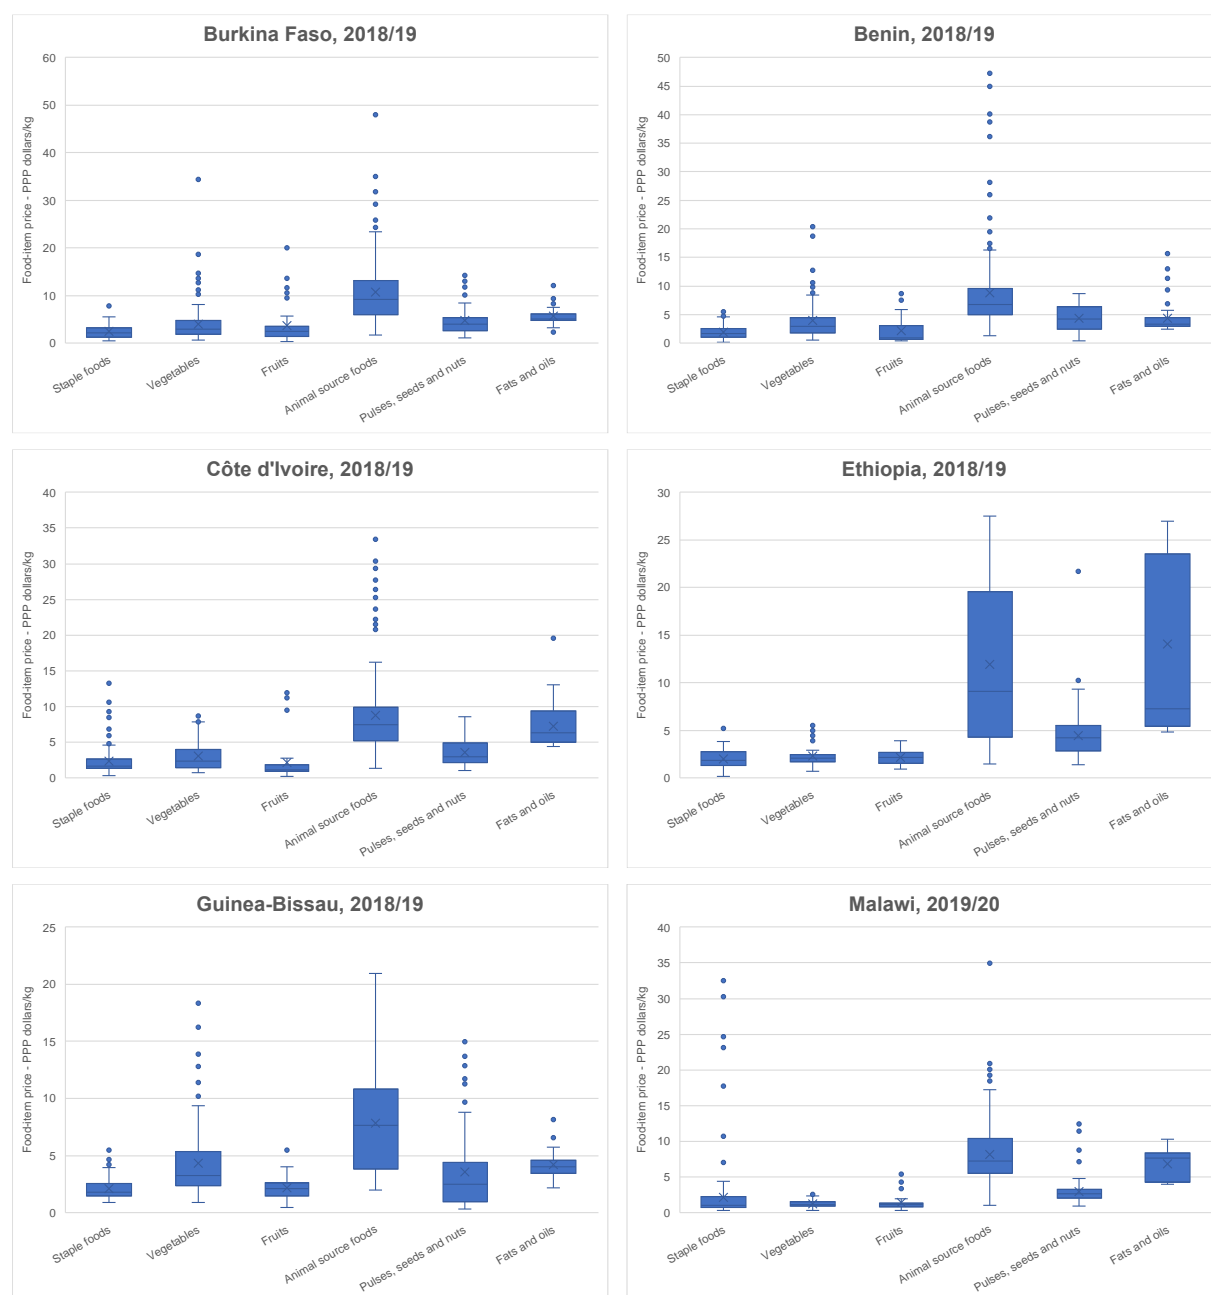 Burkina Faso, 2018/19
Food-item price - PPP dollars/kg
60
50
40
30
20
10
0
Staple foods
Vegetables
Fruits
Animal source foods
Pulses, seeds and nuts
Fats and oils
Benin, 2018/19
Food-item price - PPP dollars/kg
50
45
40
35
30
25
20
15
10
5
0
Staple foods
Vegetables
Fruits
Animal source foods
Pulses, seeds and nuts
Fats and oils
Côte d'Ivoire, 2018/19
Food-item price - PPP dollars/kg
40
35
30
25
20
15
10
5
0
Staple foods
Vegetables
Fruits
Animal source foods
Pulses, seeds and nuts
Fats and oils
Ethiopia, 2018/19
Food-item price - PPP dollars/kg
30
25
20
15
10
5
0
Staple foods
Vegetables
Fruits
Animal source foods
Pulses, seeds and nuts
Fats and oils
Guinea-Bissau, 2018/19
Food-item price - PPP dollars/kg
25
20
15
10
5
0
Staple foods
Vegetables
Fruits
Animal source foods
Pulses, seeds and nuts
Fats and oils
Malawi, 2019/20
Food-item price - PPP dollars/kg
40
35
30
25
20
15
10
5
0
Staple foods
Vegetables
Fruits
Animal source foods
Pulses, seeds and nuts
Fats and oils